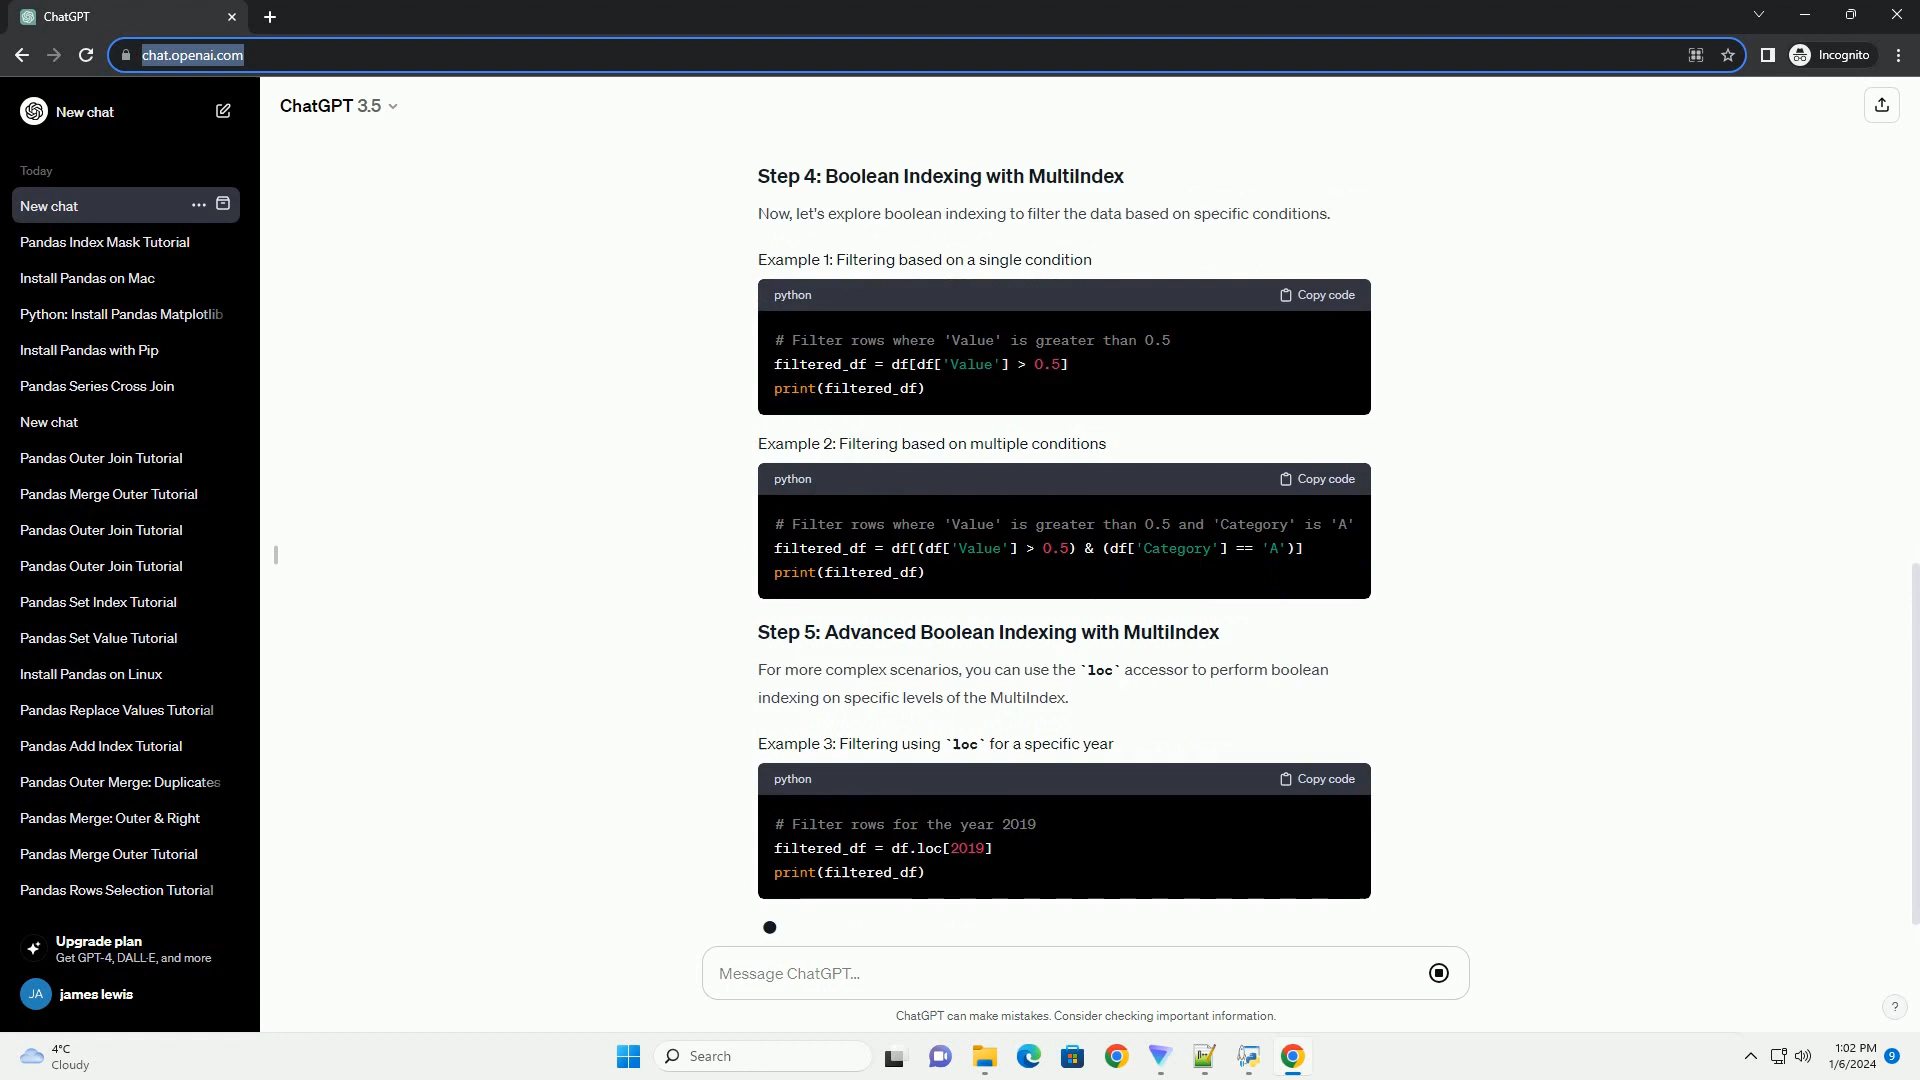 ChatGPT
chat.openai.com
Incognito
New chat
Today
New chat
Pandas Index Mask Tutorial
Install Pandas on Mac
Python: Install Pandas Matplotlib
Install Pandas with Pip
Pandas Series Cross Join
New chat
Pandas Outer Join Tutorial
Pandas Merge Outer Tutorial
Pandas Outer Join Tutorial
Pandas Outer Join Tutorial
Pandas Set Index Tutorial
Pandas Set Value Tutorial
Install Pandas on Linux
Pandas Replace Values Tutorial
Pandas Add Index Tutorial
Pandas Outer Merge: Duplicates
Pandas Merge: Outer & Right
Pandas Merge Outer Tutorial
Pandas Rows Selection Tutorial
Upgrade plan
Get GPT-4, DALL·E, and more
JA james lewis
ChatGPT 3.5
Step 4: Boolean Indexing with MultiIndex
Now, let's explore boolean indexing to filter the data based on specific conditions.
Example 1: Filtering based on a single condition
python Copy code
# Filter rows where 'Value' is greater than 0.5
filtered_df = df[df['Value'] > 0.5]
print(filtered_df)
Example 2: Filtering based on multiple conditions
python Copy code
# Filter rows where 'Value' is greater than 0.5 and 'Category' is 'A'
filtered_df = df[(df['Value'] > 0.5) & (df['Category'] == 'A')]
print(filtered_df)
Step 5: Advanced Boolean Indexing with MultiIndex
For more complex scenarios, you can use the `loc` accessor to perform boolean
indexing on specific levels of the MultiIndex.
Example 3: Filtering using `loc` for a specific year
python Copy code
# Filter rows for the year 2019
filtered_df = df.loc[2019]
print(filtered_df)
Message ChatGPT...
ChatGPT can make mistakes. Consider checking important information.
?
4°C
Cloudy
Search
1:02 PM
1/6/2024
9